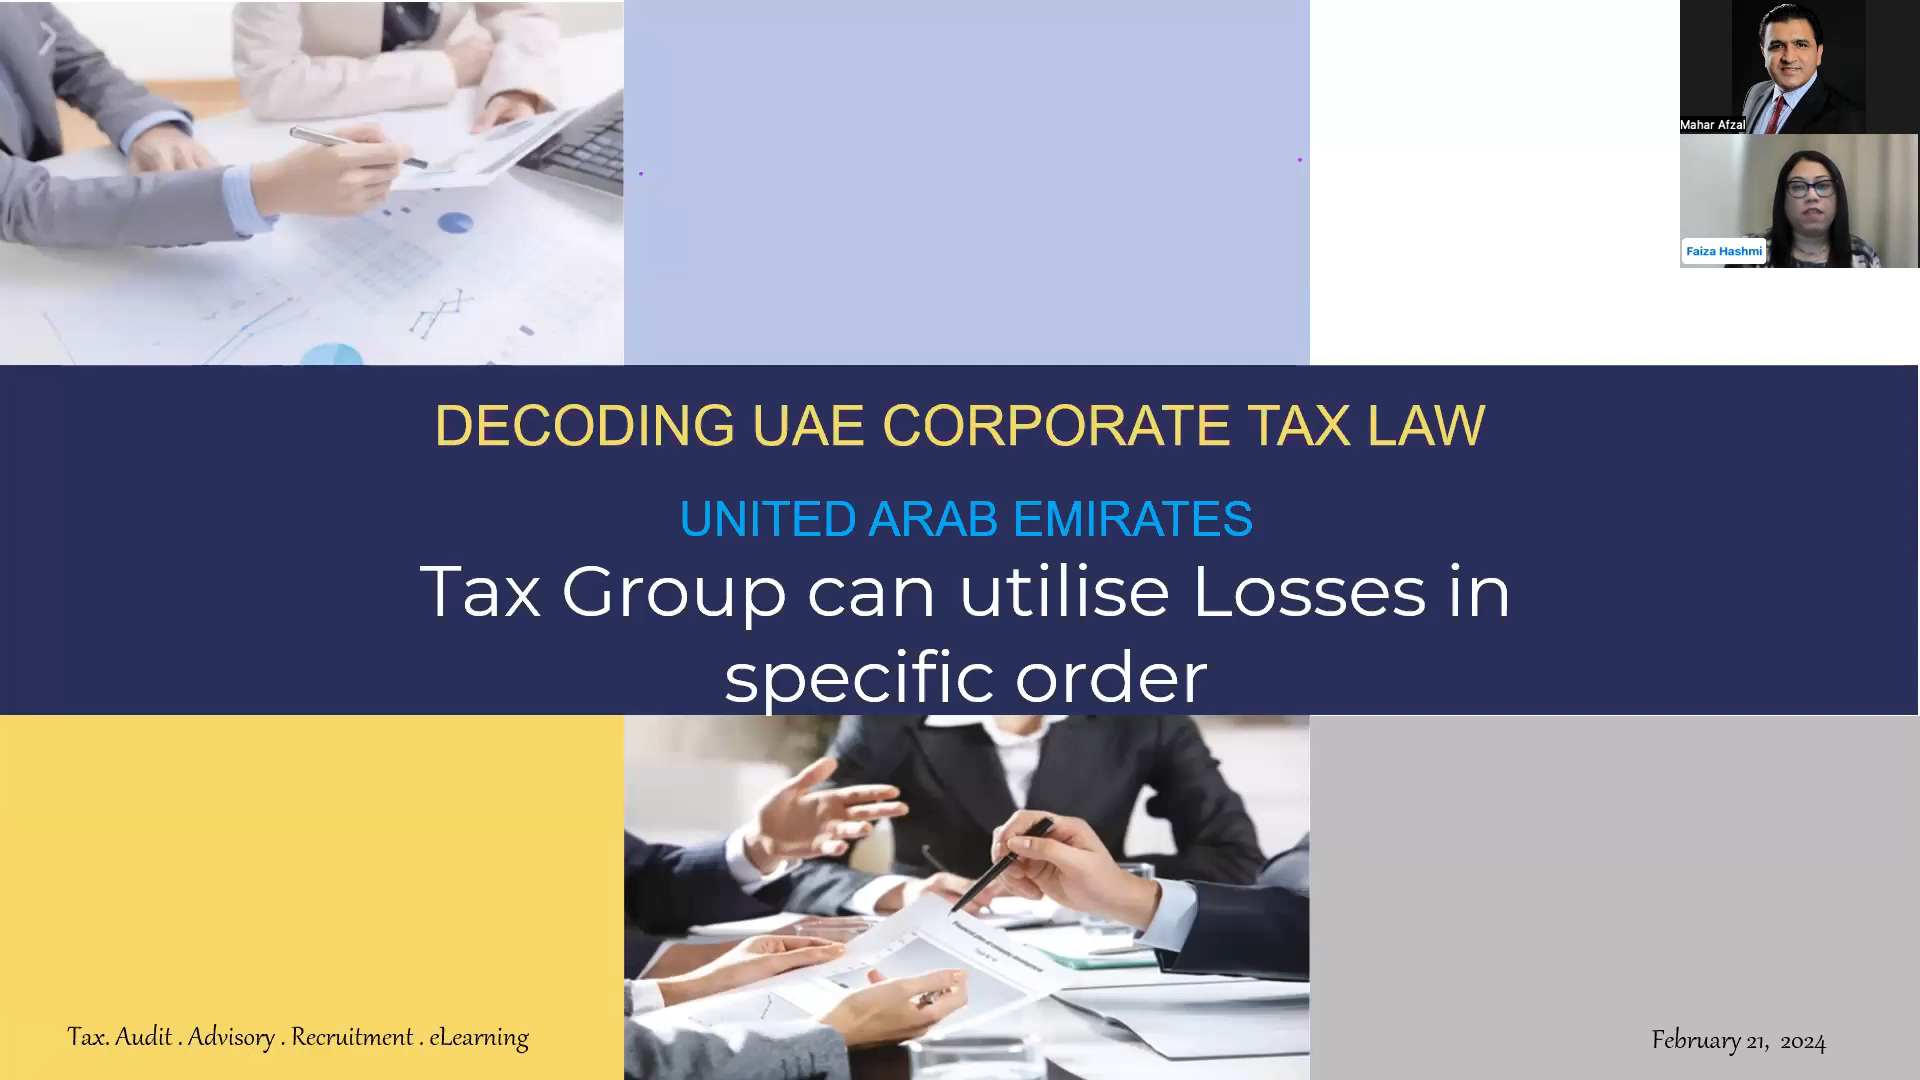 Mahar Afzal
Faiza Hashmi
DECODING UAE CORPORATE TAX LAW
UNITED ARAB EMIRATES
Tax Group can utilise Losses in
specific order
Tax. Audit . Advisory . Recruitment . eLearning
February 21, 2024